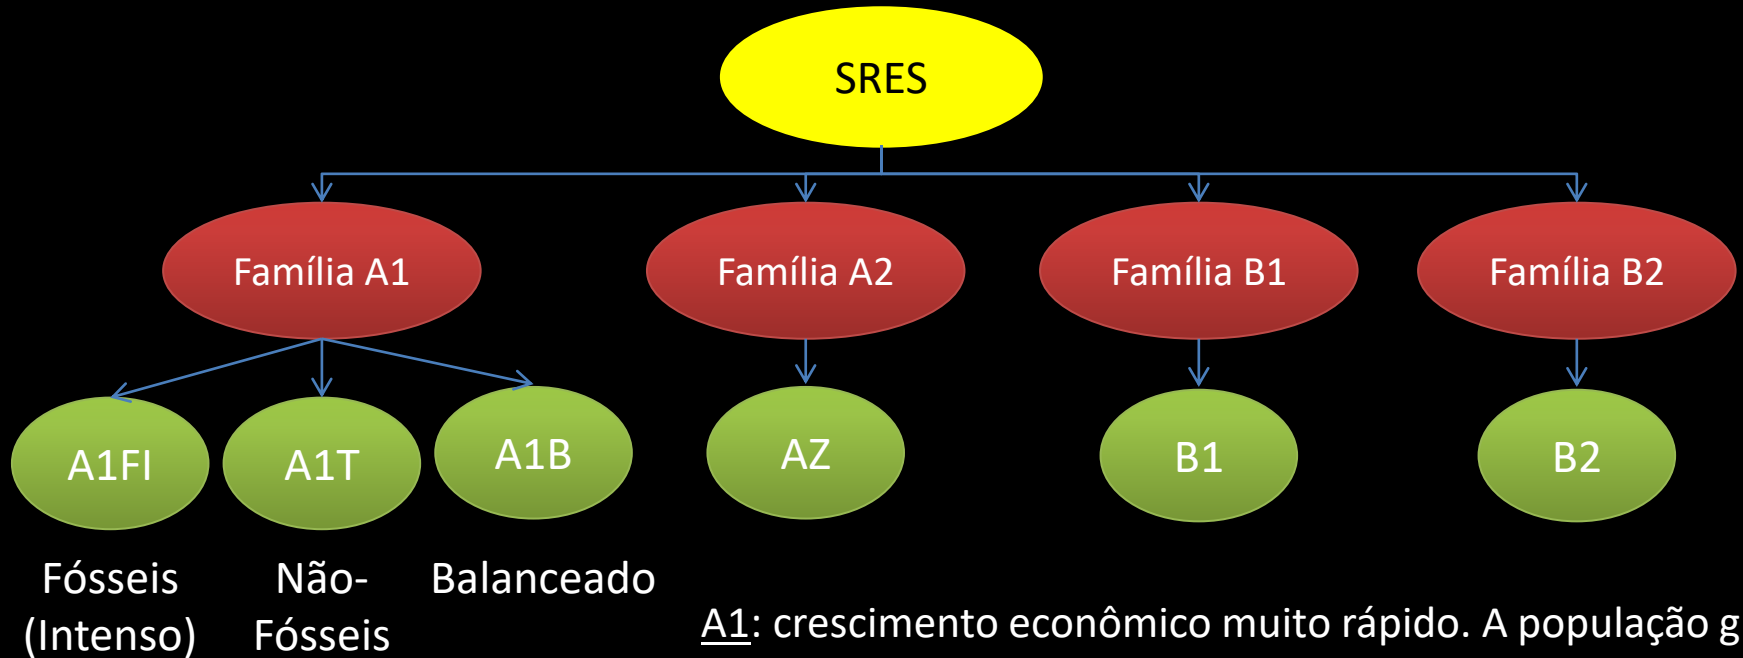 SRES
Família A1
Família A2
Família B1
Família B2
A1FI
A1T
A1B
AZ
B1
B2
Fósseis
(Intenso)
Não-
Fósseis
Balanceado
A1: crescimento econômico muito rápido. A população g